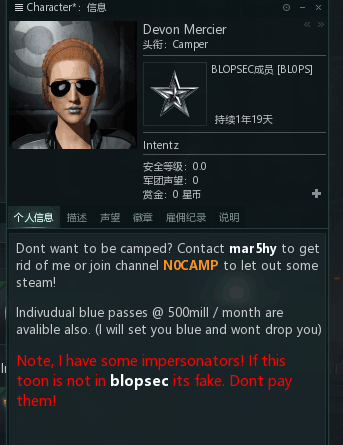 Character*: 信息
Devon Mercier
头衔: Camper
BLOPSEC成员 [BL0PS]
持续1年19天
Intentz
安全等级: 0.0
军团声望: 0
赏金: 0 星币
个人信息 描述 声望 徽章 雇佣纪录 说明
Dont want to be camped? Contact mar5hy to get
rid of me or join channel N0CAMP to let out some
steam!
Indivudual blue passes @ 500mill / month are
avalible also. (I will set you blue and wont drop you)
Note, I have some impersonators! If this
toon is not in blopsec its fake. Dont pay
them!